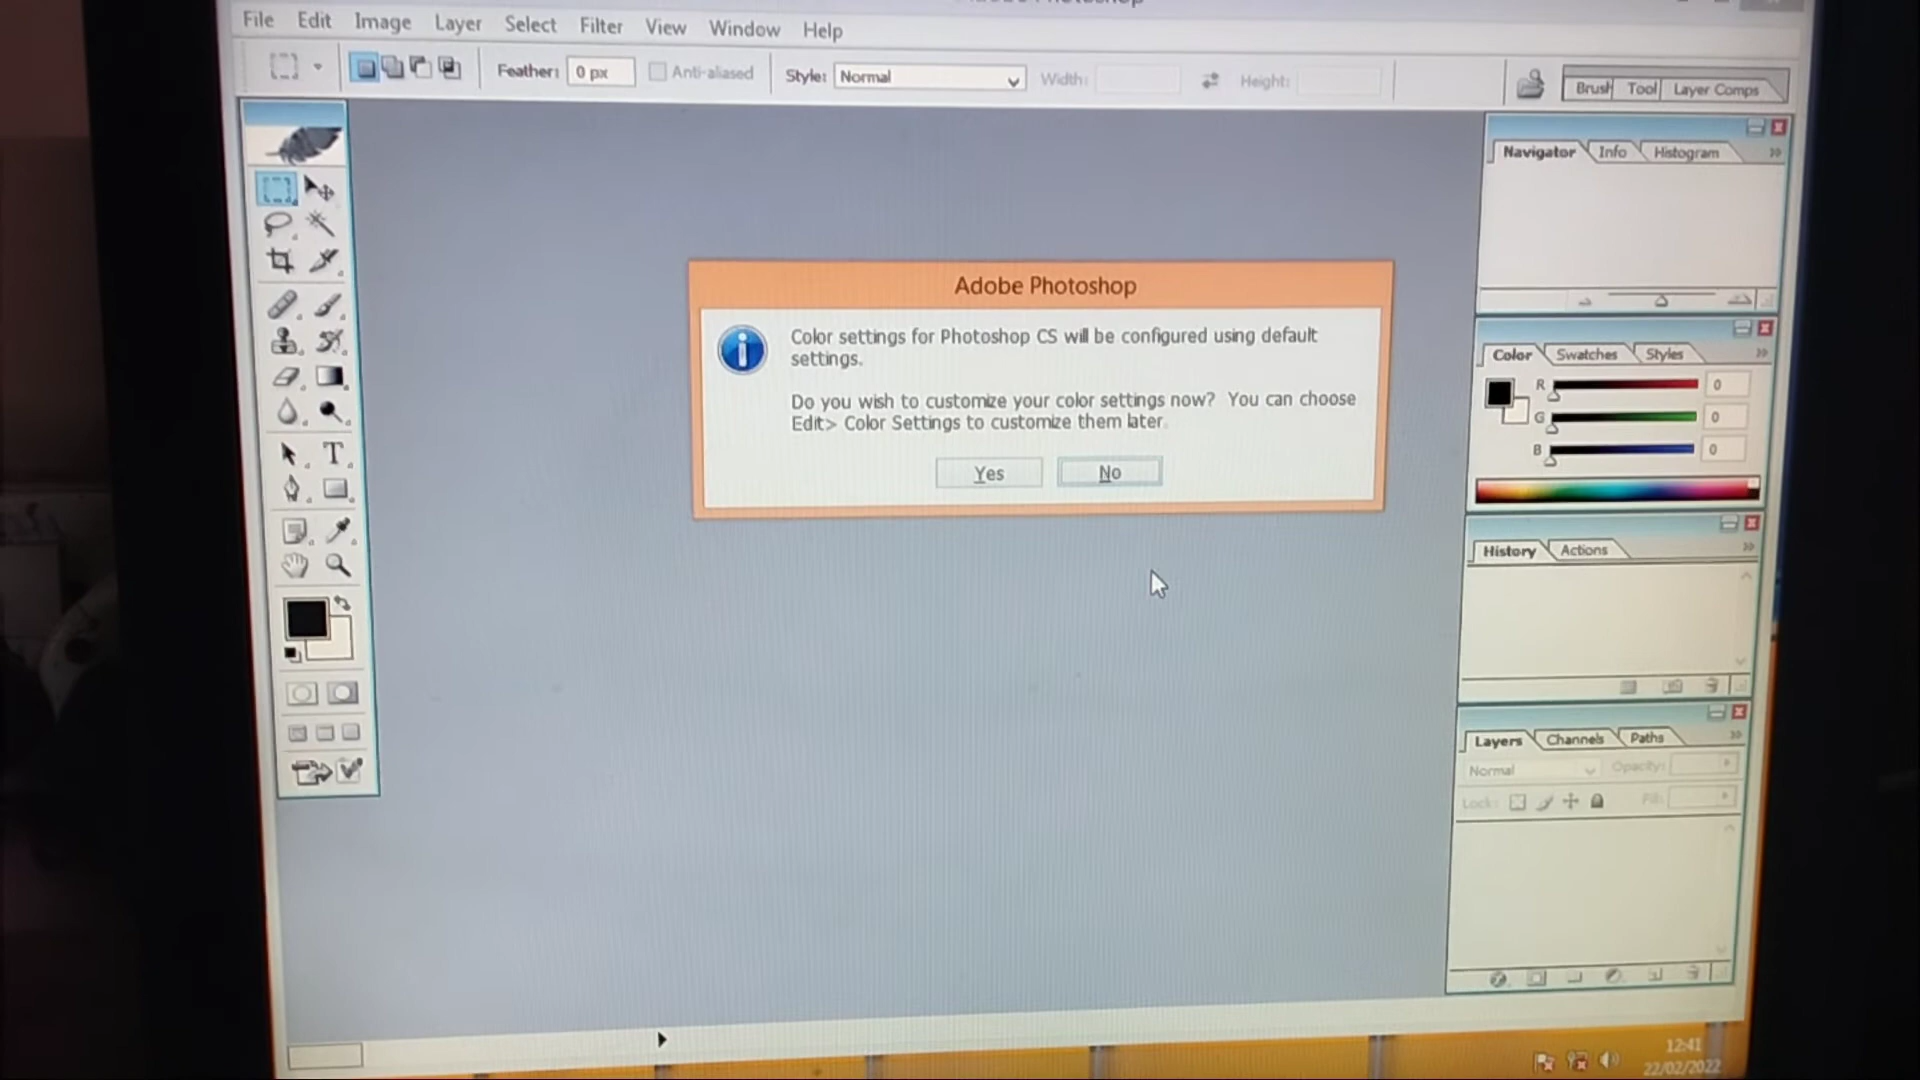 File Edit Image Layer Select Filter View Window Help
Feather: 0 px Anti-aliased Style: Normal Width: Height: Brush Tool Layer Comps
Navigator Info Histogram
Adobe Photoshop
Color settings for Photoshop CS will be configured using default
settings.
Do you wish to customize your color settings now? You can choose
Edit> Color Settings to customize them later.
Yes No
Color Swatches Styles
R 0
G 0
B 0
History Actions
Layers Channels Paths
Normal Opacity:
Lock: Fill:
12:41
22/02/2022